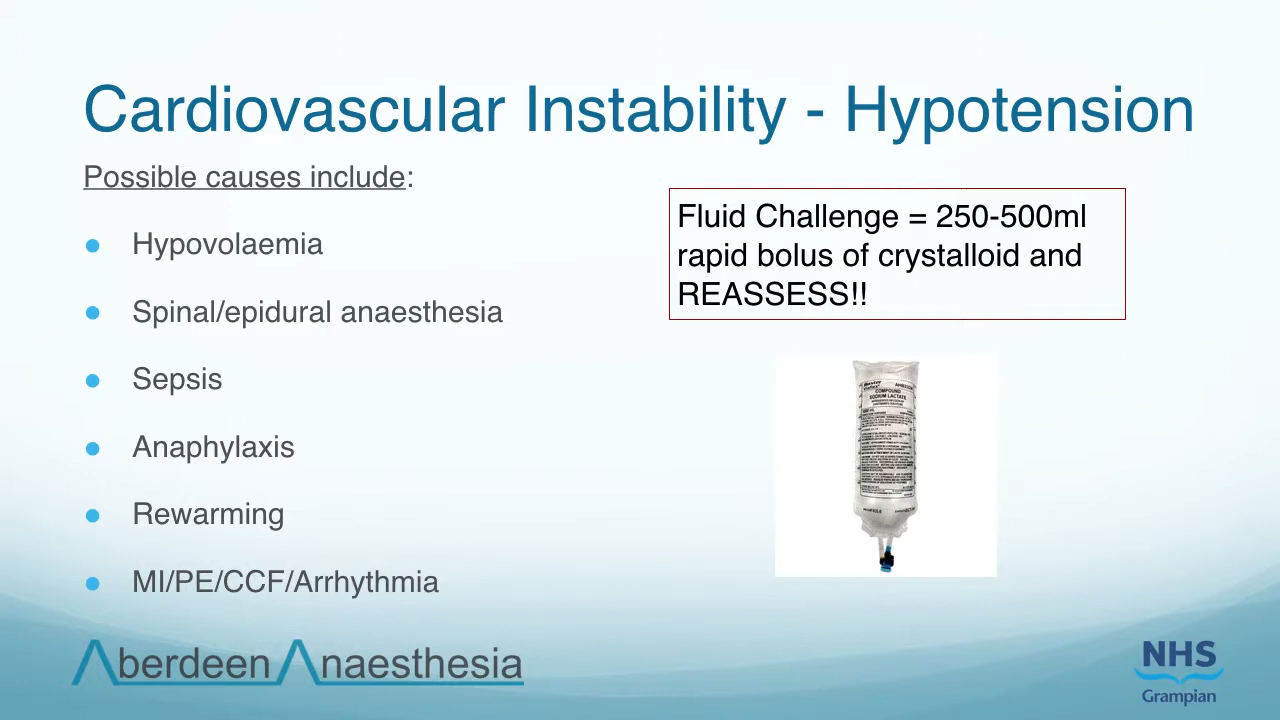 Cardiovascular Instability - Hypotension
Possible causes include:
Hypovolaemia
Spinal/epidural anaesthesia
Sepsis
Anaphylaxis
Rewarming
MI/PE/CCF/Arrhythmia
Fluid Challenge = 250-500ml
rapid bolus of crystalloid and
REASSESS!!
Baxter
COMPOUND
SODIUM LACTATE
Aberdeen Anaesthesia
NHS
Grampian